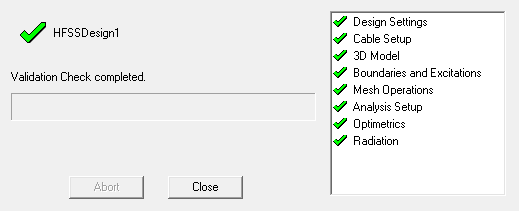 HFSSDesign1
Validation Check completed.
Abort
Close
Design Settings
Cable Setup
3D Model
Boundaries and Excitations
Mesh Operations
Analysis Setup
Optimetrics
Radiation